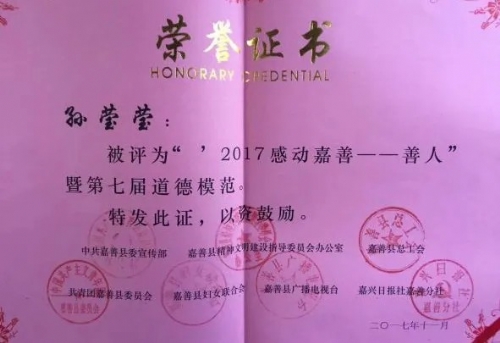 荣誉证书
HONORARY CREDENTIAL
孙莹莹：
被评为“’2017感动嘉善——善人”
暨第七届道德模范。
特发此证，以资鼓励。
中共嘉善县委宣传部 嘉善县精神文明建设指导委员会办公室 嘉善县总工会
共青团嘉善县委员会 嘉善县妇女联合会 嘉善县广播电视台 嘉兴日报社嘉善分社
二〇一七年十一月